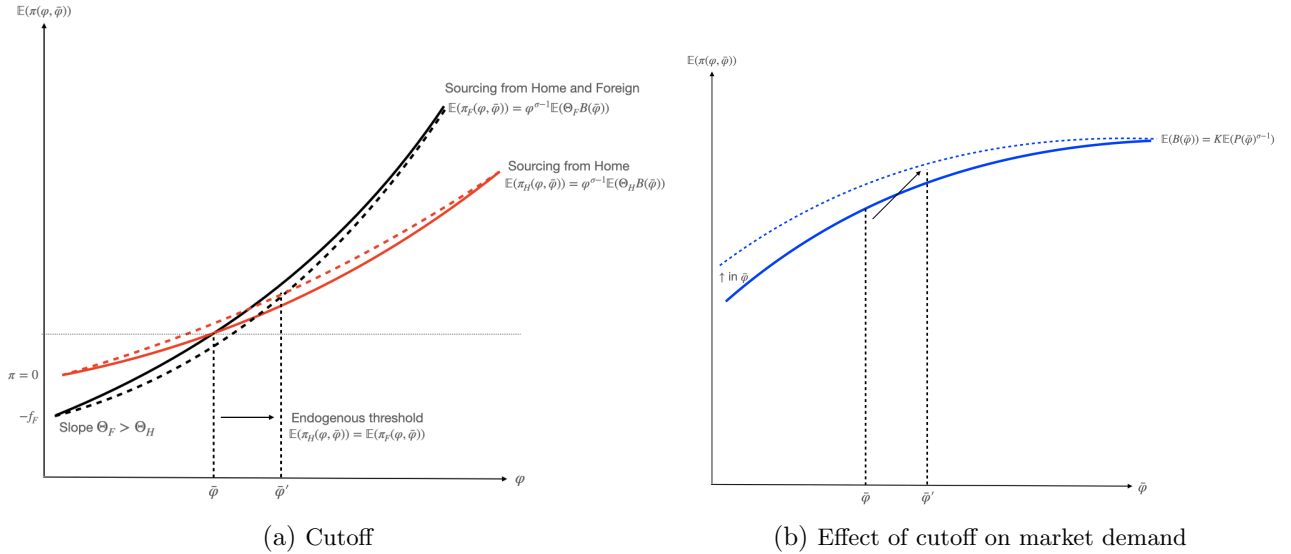 𝔼(π(φ, φ̄))
Sourcing from Home and Foreign
𝔼(π_F(φ, φ̄)) = φ^{σ−1}𝔼(Θ_F B(φ̄))
Sourcing from Home
𝔼(π_H(φ, φ̄)) = φ^{σ−1}𝔼(Θ_H B(φ̄))
π = 0
−f_F
Slope Θ_F > Θ_H
Endogenous threshold
𝔼(π_H(φ, φ̄)) = 𝔼(π_F(φ, φ̄))
φ
φ̄
φ̄′
(a) Cutoff
𝔼(π(φ, φ̄))
𝔼(B(φ̄)) = K𝔼(P(φ̄)^{σ−1})
↑ in φ̄
φ̄
φ̄′
φ̄
(b) Effect of cutoff on market demand